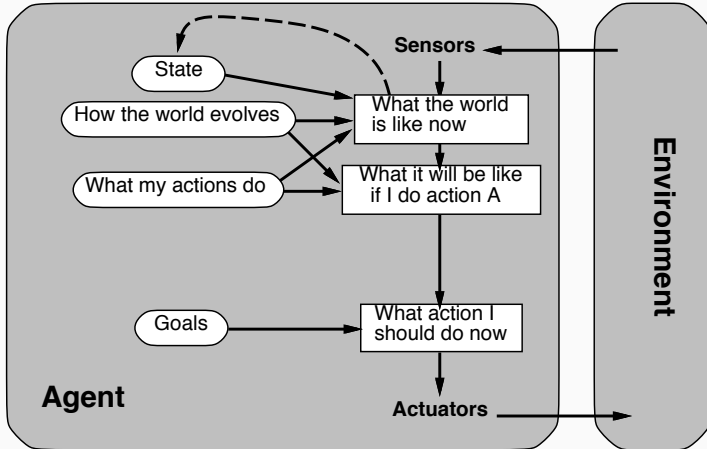 Sensors
State
What the world
is like now
How the world evolves
What it will be like
if I do action A
What my actions do
Environment
What action I
should do now
Goals
Agent
Actuators